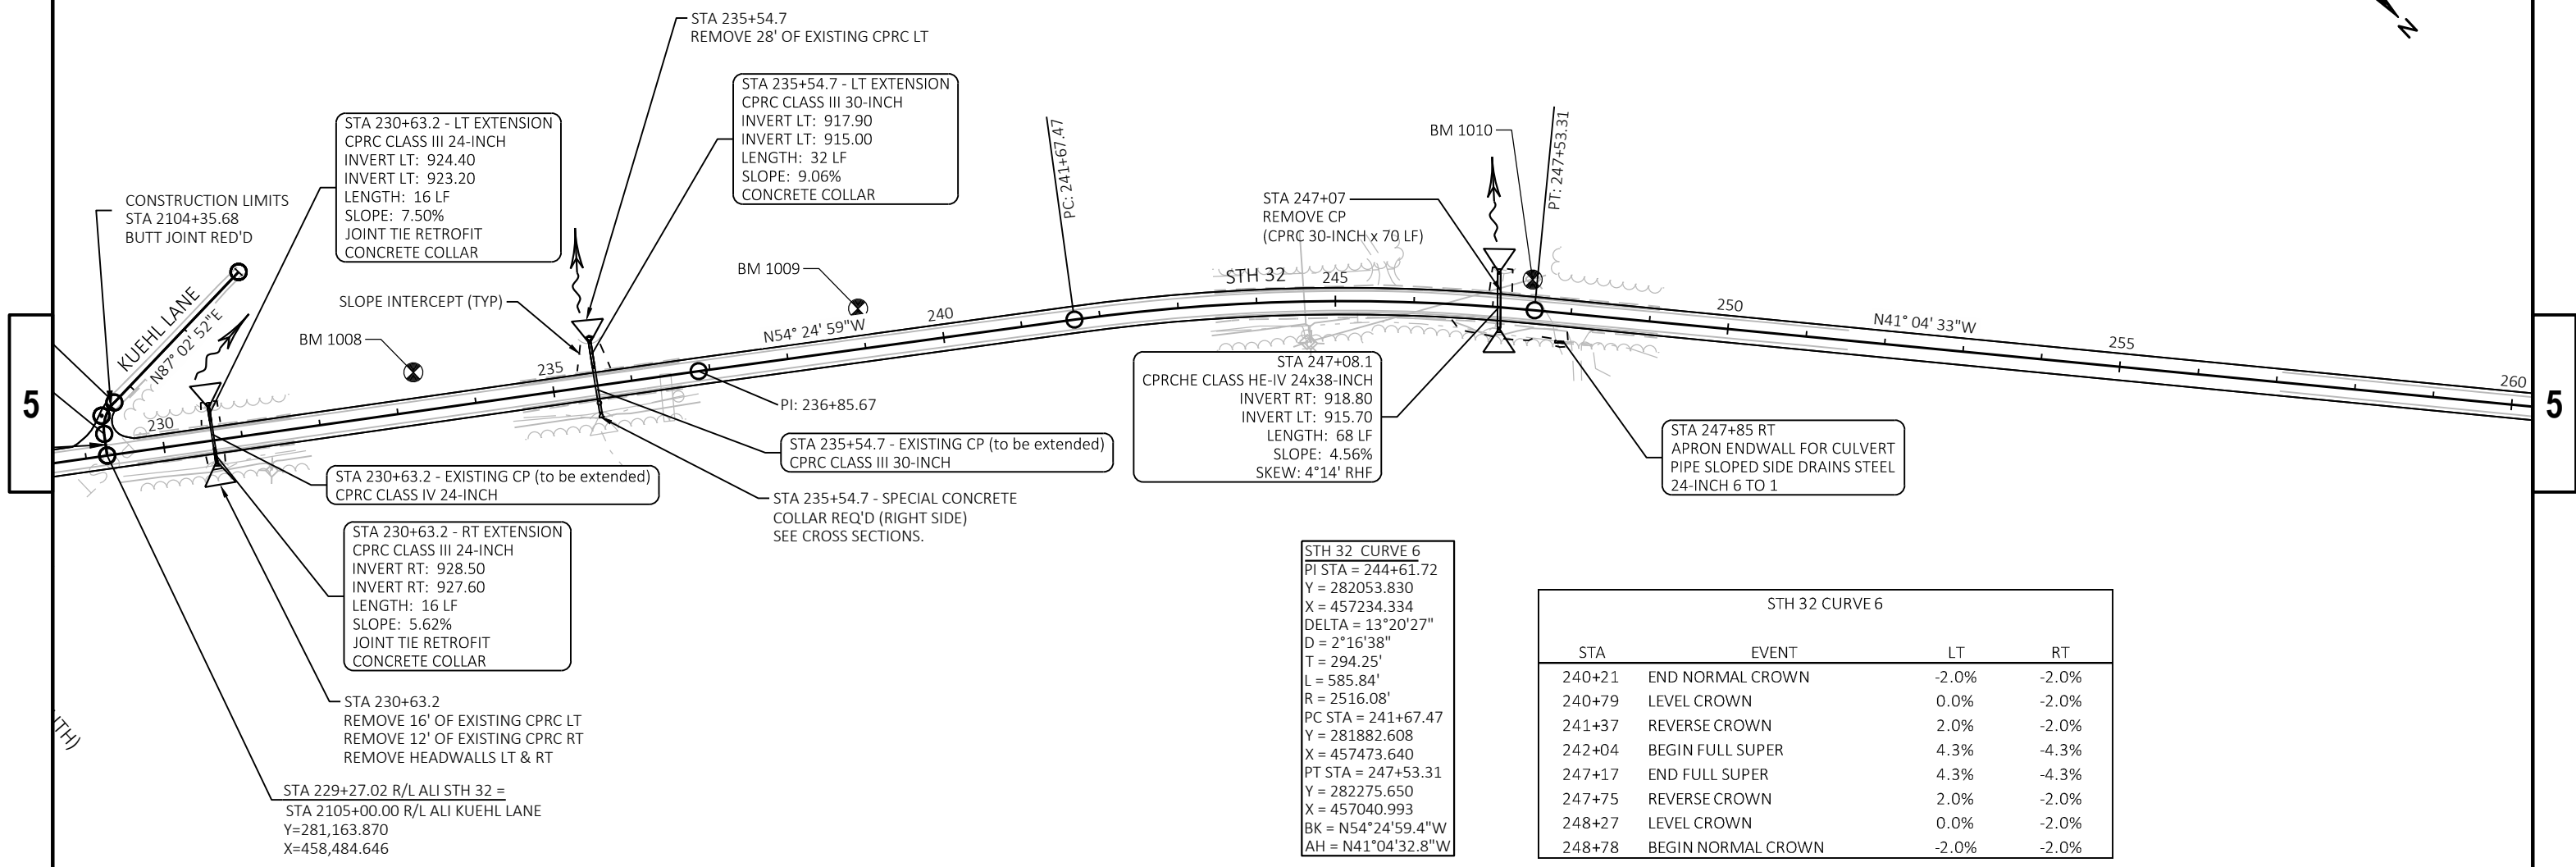 STA 235+54.7
REMOVE 28' OF EXISTING CPRC LT
N
STA 235+54.7 - LT EXTENSION
CPRC CLASS III 30-INCH
INVERT LT: 917.90
INVERT LT: 915.00
LENGTH: 32 LF
SLOPE: 9.06%
CONCRETE COLLAR
STA 230+63.2 - LT EXTENSION
CPRC CLASS III 24-INCH
INVERT LT: 924.40
INVERT LT: 923.20
LENGTH: 16 LF
SLOPE: 7.50%
JOINT TIE RETROFIT
CONCRETE COLLAR
CONSTRUCTION LIMITS
STA 2104+35.68
BUTT JOINT RED'D
KUEHL LANE
N87° 02' 52"E
SLOPE INTERCEPT (TYP)
BM 1008
BM 1009
PC: 241+67.47
BM 1010
PT: 247+53.31
STA 247+07
REMOVE CP
(CPRC 30-INCH x 70 LF)
STH 32
230
235
N54° 24' 59"W
240
245
250
N41° 04' 33"W
255
260
5
5
PI: 236+85.67
STA 235+54.7 - EXISTING CP (to be extended)
CPRC CLASS III 30-INCH
STA 230+63.2 - EXISTING CP (to be extended)
CPRC CLASS IV 24-INCH
STA 235+54.7 - SPECIAL CONCRETE
COLLAR REQ'D (RIGHT SIDE)
SEE CROSS SECTIONS.
STA 247+08.1
CPRCHE CLASS HE-IV 24x38-INCH
INVERT RT: 918.80
INVERT LT: 915.70
LENGTH: 68 LF
SLOPE: 4.56%
SKEW: 4°14' RHF
STA 247+85 RT
APRON ENDWALL FOR CULVERT
PIPE SLOPED SIDE DRAINS STEEL
24-INCH 6 TO 1
STA 230+63.2 - RT EXTENSION
CPRC CLASS III 24-INCH
INVERT RT: 928.50
INVERT RT: 927.60
LENGTH: 16 LF
SLOPE: 5.62%
JOINT TIE RETROFIT
CONCRETE COLLAR
STA 230+63.2
REMOVE 16' OF EXISTING CPRC LT
REMOVE 12' OF EXISTING CPRC RT
REMOVE HEADWALLS LT & RT
STA 229+27.02 R/L ALI STH 32 =
STA 2105+00.00 R/L ALI KUEHL LANE
Y=281,163.870
X=458,484.646
STH 32 CURVE 6
PI STA = 244+61.72
Y = 282053.830
X = 457234.334
DELTA = 13°20'27"
D = 2°16'38"
T = 294.25'
L = 585.84'
R = 2516.08'
PC STA = 241+67.47
Y = 281882.608
X = 457473.640
PT STA = 247+53.31
Y = 282275.650
X = 457040.993
BK = N54°24'59.4"W
AH = N41°04'32.8"W
STH 32 CURVE 6
STA EVENT LT RT
240+21 END NORMAL CROWN -2.0% -2.0%
240+79 LEVEL CROWN 0.0% -2.0%
241+37 REVERSE CROWN 2.0% -2.0%
242+04 BEGIN FULL SUPER 4.3% -4.3%
247+17 END FULL SUPER 4.3% -4.3%
247+75 REVERSE CROWN 2.0% -2.0%
248+27 LEVEL CROWN 0.0% -2.0%
248+78 BEGIN NORMAL CROWN -2.0% -2.0%